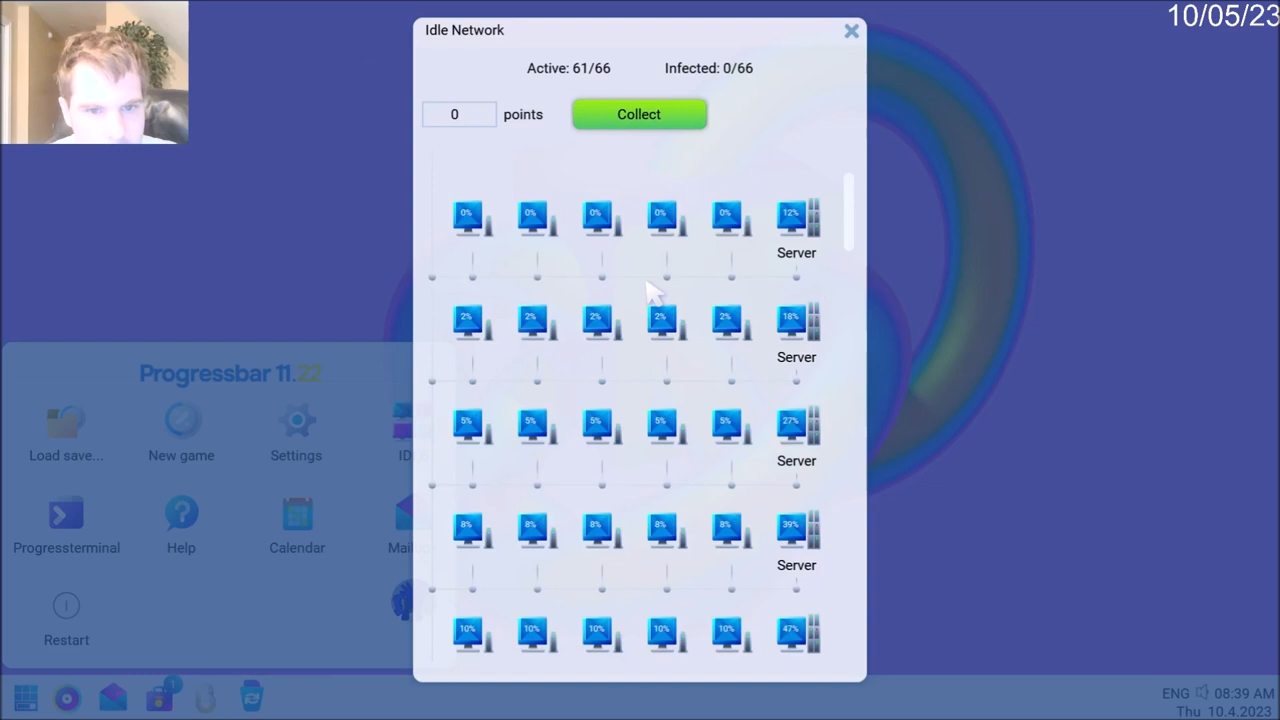 10/05/23
Idle Network
Active: 61/66 Infected: 0/66
0 points Collect
0% 0% 0% 0% 0% 12%
Server
2% 2% 2% 2% 2% 18%
Server
5% 5% 5% 5% 5% 27%
Server
8% 8% 8% 8% 8% 39%
Server
10% 10% 10% 10% 10% 47%
Progressbar 11.22
Load save... New game Settings
Progressterminal Help Calendar
Restart
1
ENG 08:39 AM
Thu 10.4.2023